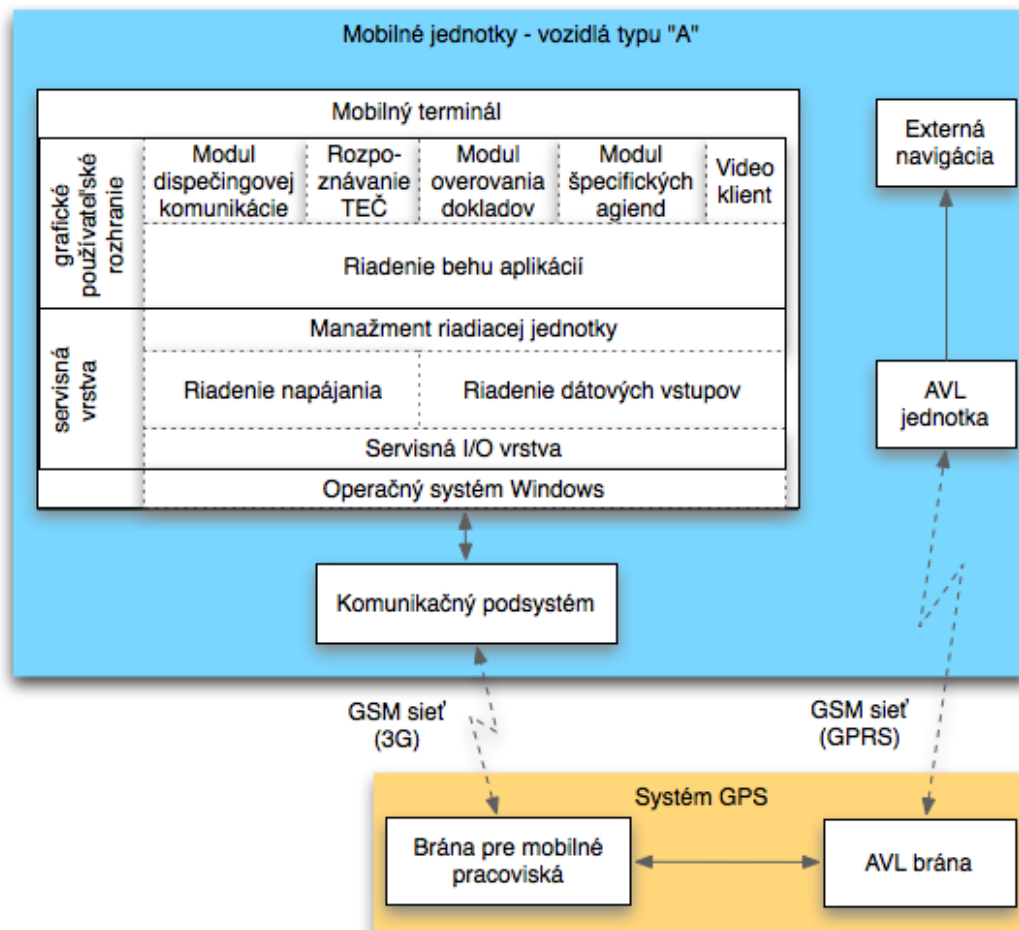 Mobilné jednotky - vozidlá typu "A"
Mobilný terminál
grafické
používateľské
rozhranie
Modul
dispečingovej
komunikácie
Rozpo-
znávanie
TEČ
Modul
overovania
dokladov
Modul
špecifických
agiend
Video
klient
Riadenie behu aplikácií
servisná
vrstva
Manažment riadiacej jednotky
Riadenie napájania
Riadenie dátových vstupov
Servisná I/O vrstva
Operačný systém Windows
Externá
navigácia
AVL
jednotka
Komunikačný podsystém
GSM sieť
(3G)
GSM sieť
(GPRS)
Systém GPS
Brána pre mobilné
pracoviská
AVL brána